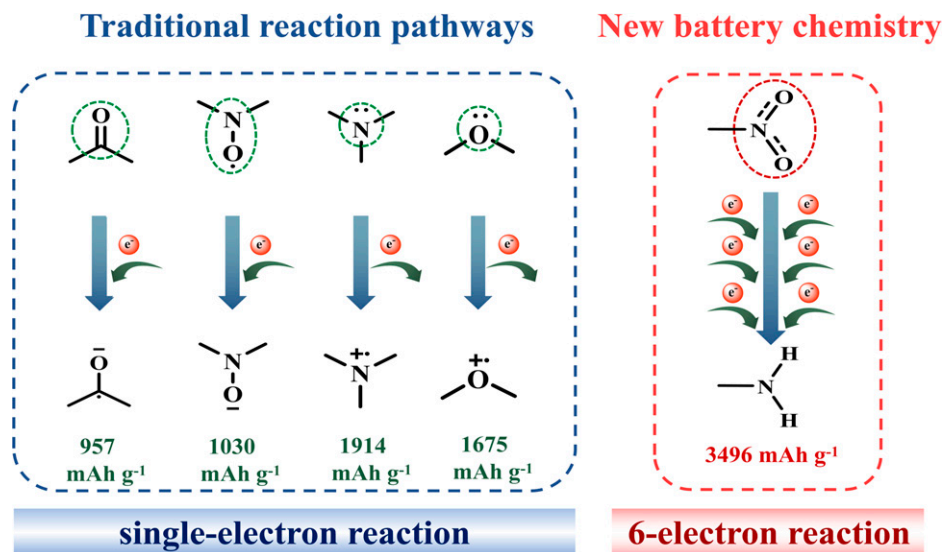 Traditional reaction pathways
New battery chemistry
O
N
O·
N̈
Ö
N
O
O
e-
e-
e-
e-
e-
e-
e-
e-
e-
e-
Ō
·
N
O
−
+·
N
+·
O
H
N
H
957
mAh g⁻¹
1030
mAh g⁻¹
1914
mAh g⁻¹
1675
mAh g⁻¹
3496 mAh g⁻¹
single-electron reaction
6-electron reaction